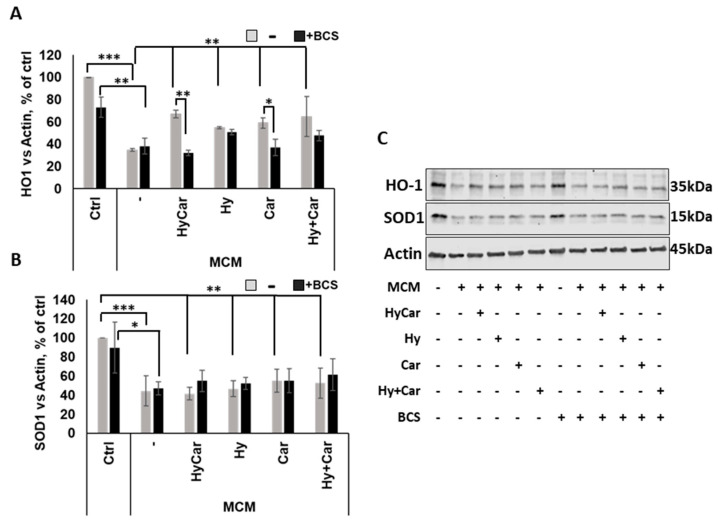 A
- +BCS
HO1 vs Actin, % of ctrl
120
100
80
60
40
20
0
***
**
**
**
*
Ctrl
-
HyCar
Hy
Car
Hy+Car
MCM
B
- +BCS
SOD1 vs Actin, % of ctrl
140
120
100
80
60
40
20
0
***
*
**
Ctrl
-
HyCar
Hy
Car
Hy+Car
MCM
C
HO-1 35kDa
SOD1 15kDa
Actin 45kDa
MCM - + + + + + - + + + + +
HyCar - - + - - - - - + - - -
Hy - - - + - - - - - + - -
Car - - - - + - - - - - + -
Hy+Car - - - - - + - - - - - +
BCS - - - - - - + + + + + +